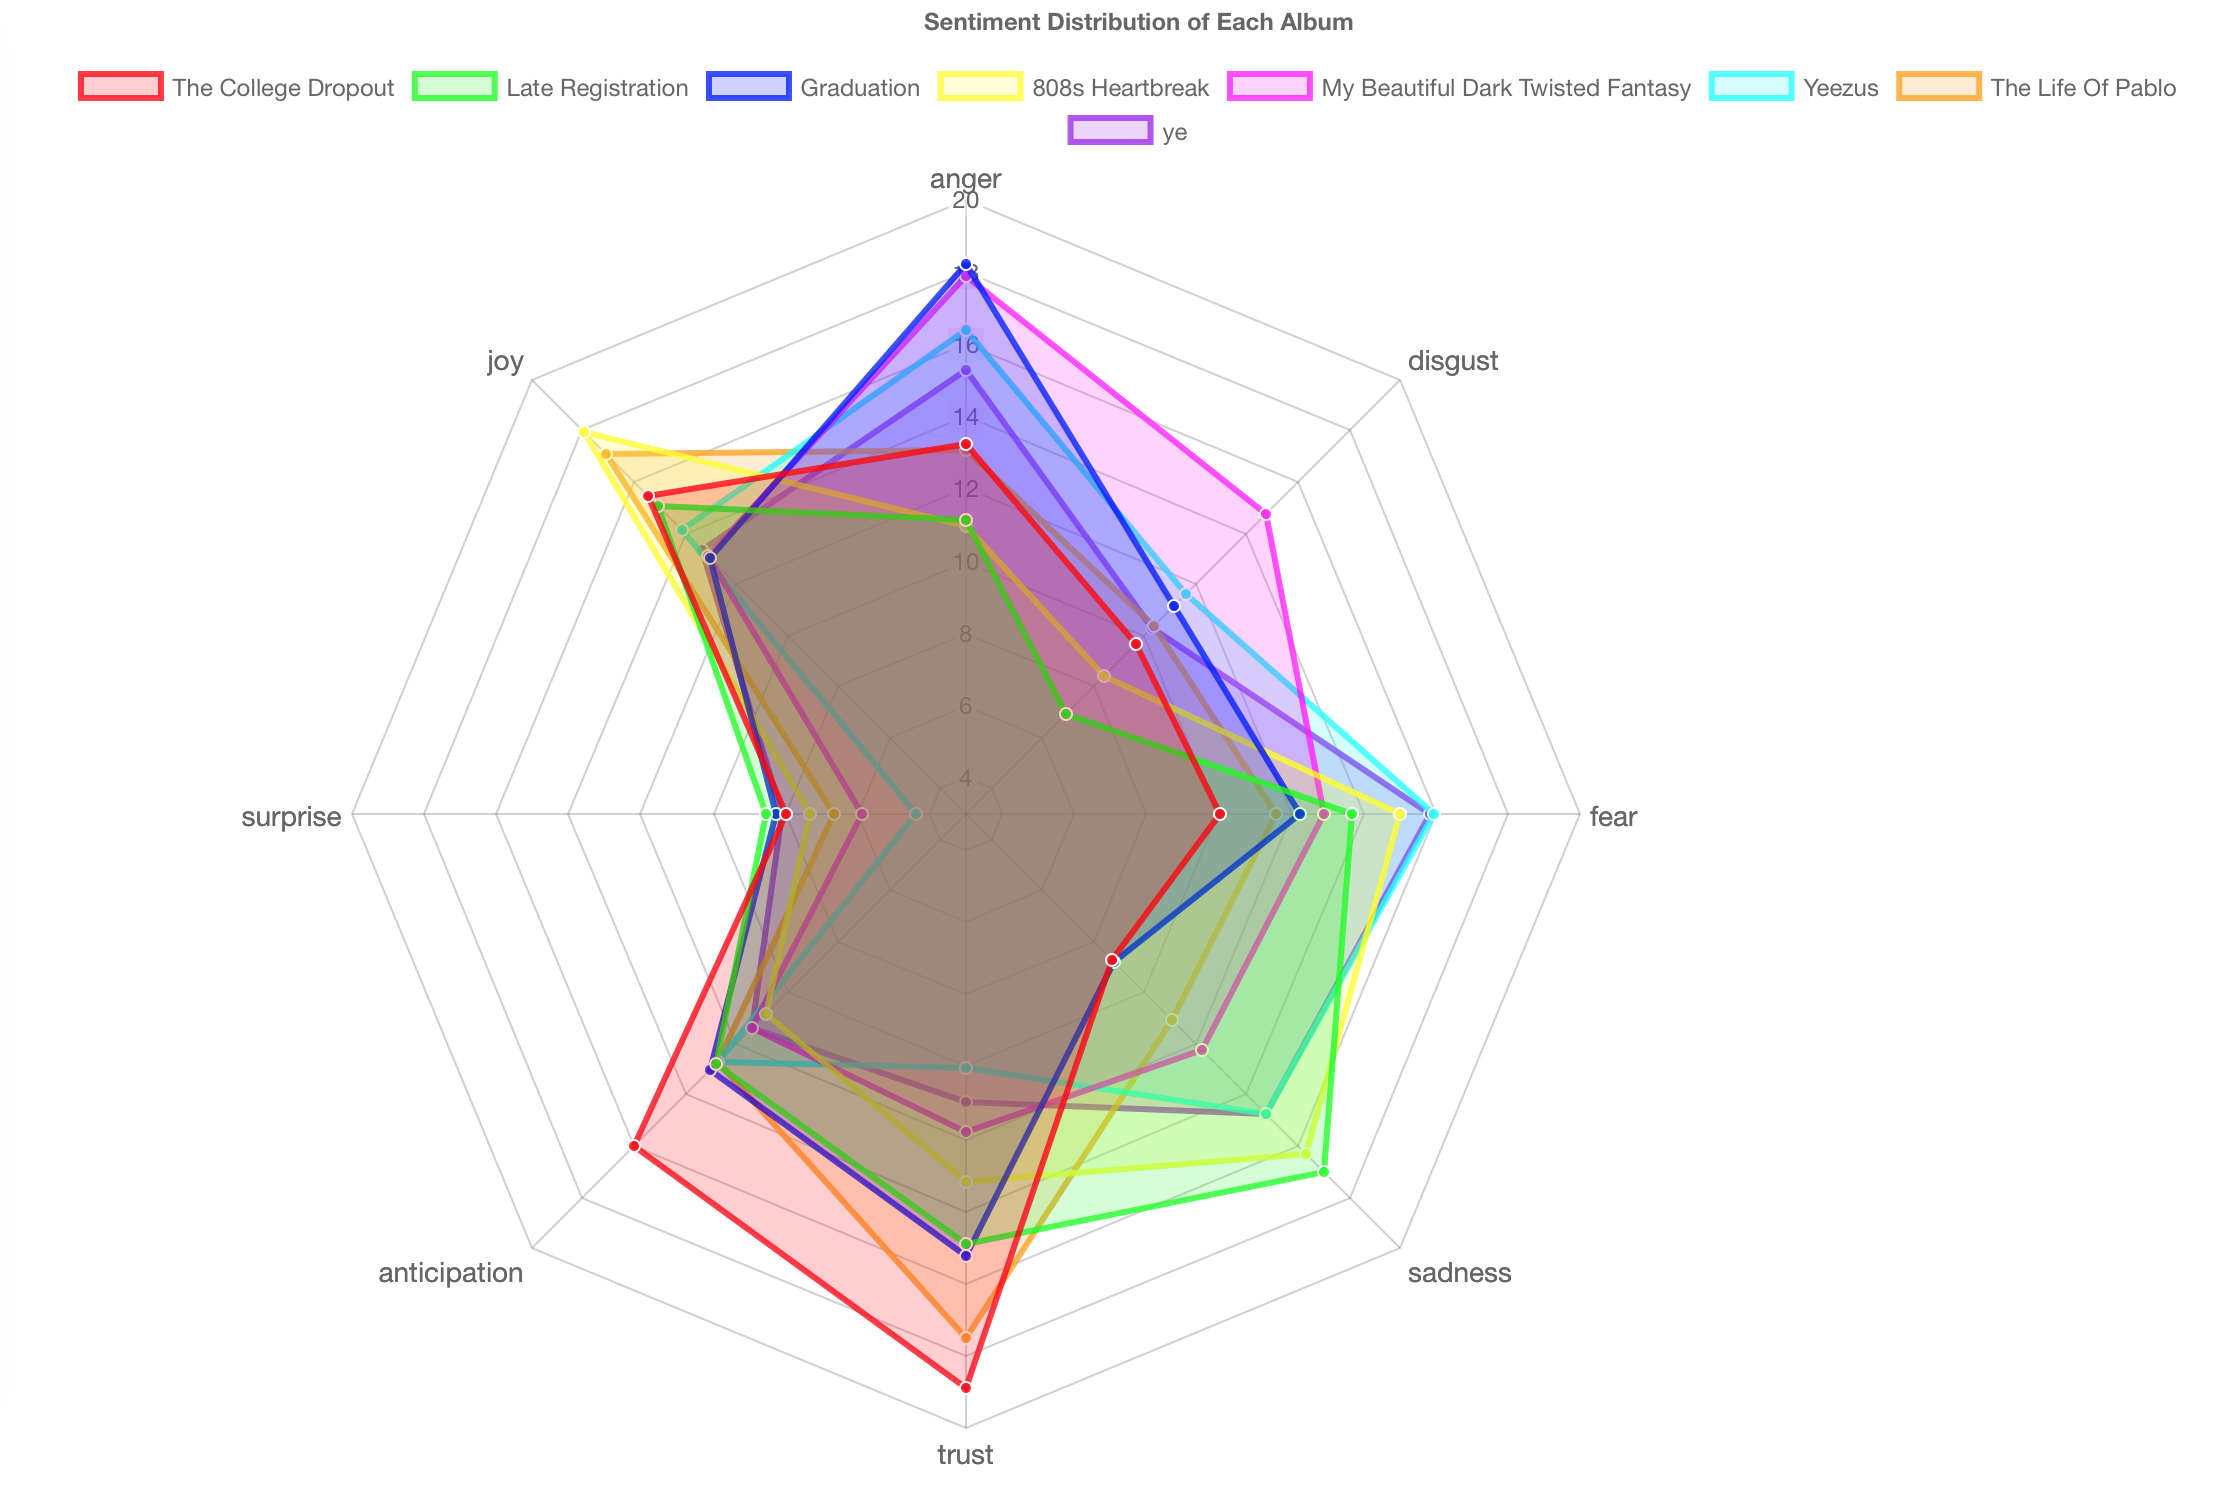 Sentiment Distribution of Each Album
The College Dropout Late Registration Graduation 808s Heartbreak My Beautiful Dark Twisted Fantasy Yeezus The Life Of Pablo
ye
anger
20
18
16
14
12
10
8
6
4
joy
disgust
surprise
fear
anticipation
sadness
trust